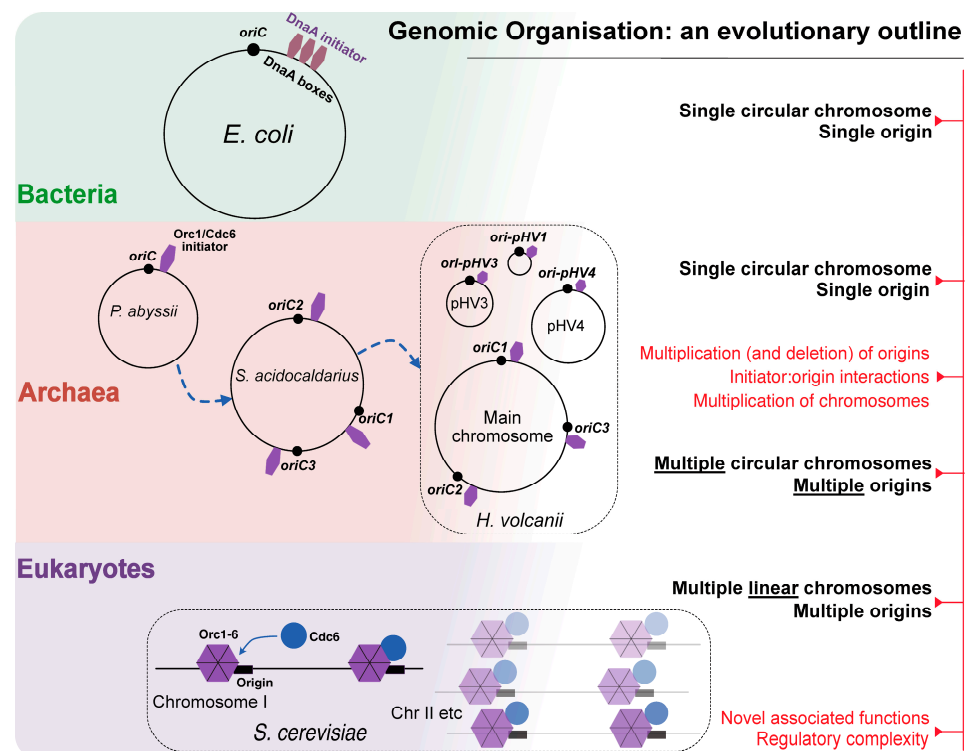 Genomic Organisation: an evolutionary outline
oriC
DnaA initiator
DnaA boxes
E. coli
Bacteria
Single circular chromosome
Single origin
Orc1/Cdc6
initiator
oriC
P. abyssii
oriC2
S. acidocaldarius
oriC1
oriC3
Archaea
ori-pHV1
orI-pHV3
ori-pHV4
pHV3
pHV4
oriC1
Main
chromosome
oriC3
oriC2
H. volcanii
Single circular chromosome
Single origin
Multiplication (and deletion) of origins
Initiator:origin interactions
Multiplication of chromosomes
Multiple circular chromosomes
Multiple origins
Eukaryotes
Multiple linear chromosomes
Multiple origins
Orc1-6
Cdc6
Origin
Chromosome I
Chr II etc
S. cerevisiae
Novel associated functions
Regulatory complexity